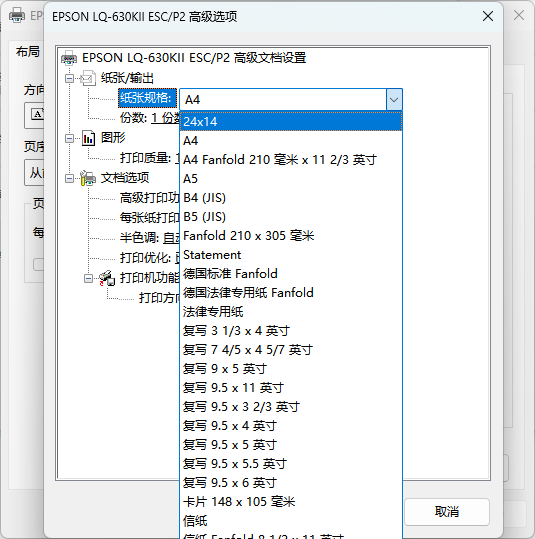 EPSON LQ-630KII ESC/P2 高级选项
布局
方向
页序
从前
页
每
EPSON LQ-630KII ESC/P2 高级文档设置
纸张/输出
纸张规格: A4
份数: 1 份数
图形
打印质量:
文档选项
高级打印功
每张纸打印
半色调: 自动
打印优化:
打印机功能
打印方向
24x14
A4
A4 Fanfold 210 毫米 x 11 2/3 英寸
A5
B4 (JIS)
B5 (JIS)
Fanfold 210 x 305 毫米
Statement
德国标准 Fanfold
德国法律专用纸 Fanfold
法律专用纸
复写 3 1/3 x 4 英寸
复写 7 4/5 x 4 5/7 英寸
复写 9 x 5 英寸
复写 9.5 x 11 英寸
复写 9.5 x 3 2/3 英寸
复写 9.5 x 4 英寸
复写 9.5 x 5 英寸
复写 9.5 x 5.5 英寸
复写 9.5 x 6 英寸
卡片 148 x 105 毫米
信纸
信纸 Fanfold 8 1/2 x 11 英寸
取消